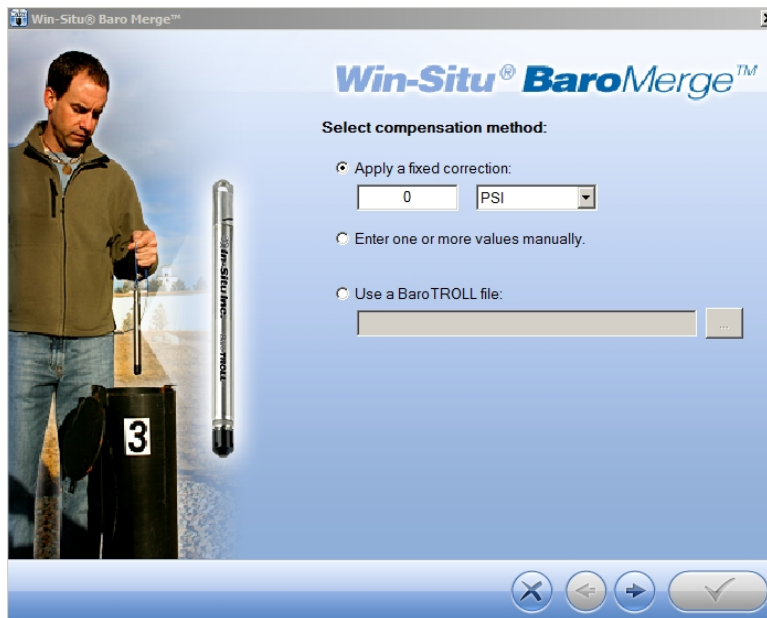 Win-Situ® Baro Merge™
Win-Situ® BaroMerge™
Select compensation method:
Apply a fixed correction:
0 PSI
Enter one or more values manually.
Use a BaroTROLL file:
...
In-Situ Inc.
BaroTROLL
3